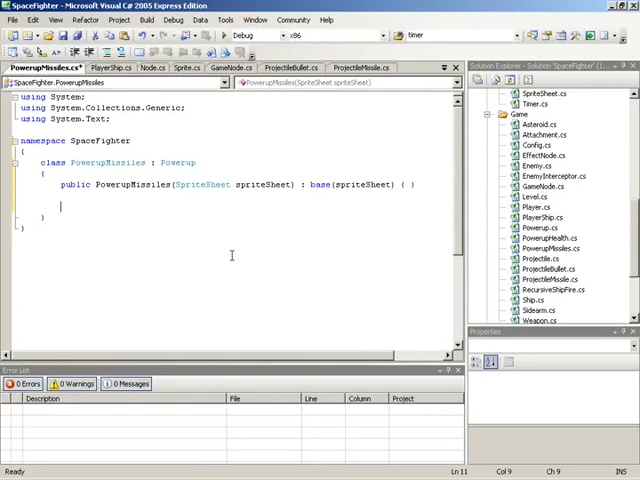 SpaceFighter - Microsoft Visual C# 2005 Express Edition
File Edit View Refactor Project Build Debug Data Tools Window Community Help
Debug x86 timer
PowerupMissiles.cs* PlayerShip.cs Node.cs Sprite.cs GameNode.cs ProjectileBullet.cs ProjectileMissile.cs
SpaceFighter.PowerupMissiles PowerupMissiles(SpriteSheet spriteSheet)
using System;
using System.Collections.Generic;
using System.Text;
namespace SpaceFighter
{
class PowerupMissiles : Powerup
{
public PowerupMissiles(SpriteSheet spriteSheet) : base(spriteSheet) { }
}
}
Solution Explorer - Solution 'SpaceFighter' (1...
SpriteSheet.cs
Timer.cs
Game
Asteroid.cs
Attachment.cs
Config.cs
EnemyNode.cs
Enemy.cs
EnemyInterceptor.cs
GameNode.cs
Level.cs
Player.cs
PlayerShip.cs
Powerup.cs
PowerupHealth.cs
PowerupMissiles.cs
Projectile.cs
ProjectileBullet.cs
ProjectileMissile.cs
RecursiveShipFire.cs
Ship.cs
Sidearm.cs
Weapon.cs
Properties
Error List
0 Errors 0 Warnings 0 Messages
Description File Line Column Project
Ready Ln 11 Col 9 Ch 9 INS